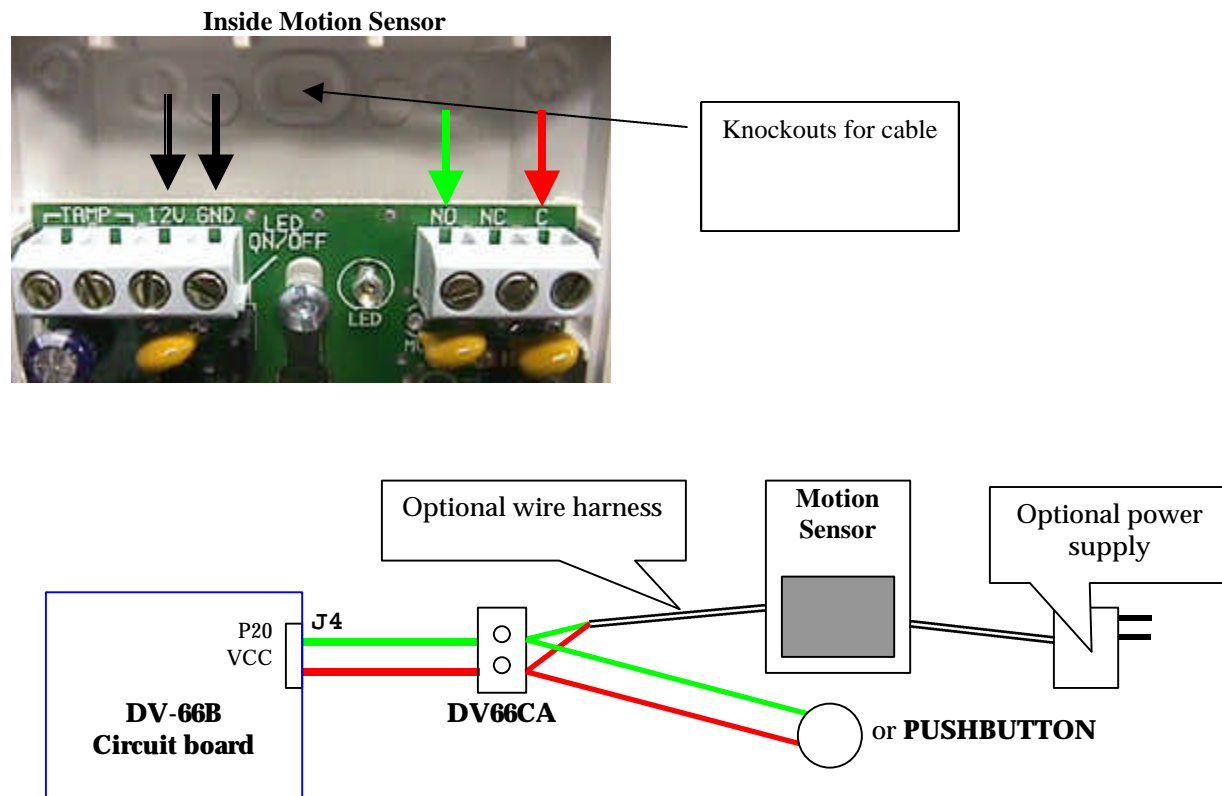 Inside Motion Sensor
Knockouts for cable
TAMP 12V GND
LED
ON/OFF
NO NC C
LED
Optional wire harness
Motion
Sensor
Optional power
supply
J4
P20
VCC
DV-66B
Circuit board
DV66CA
or PUSHBUTTON